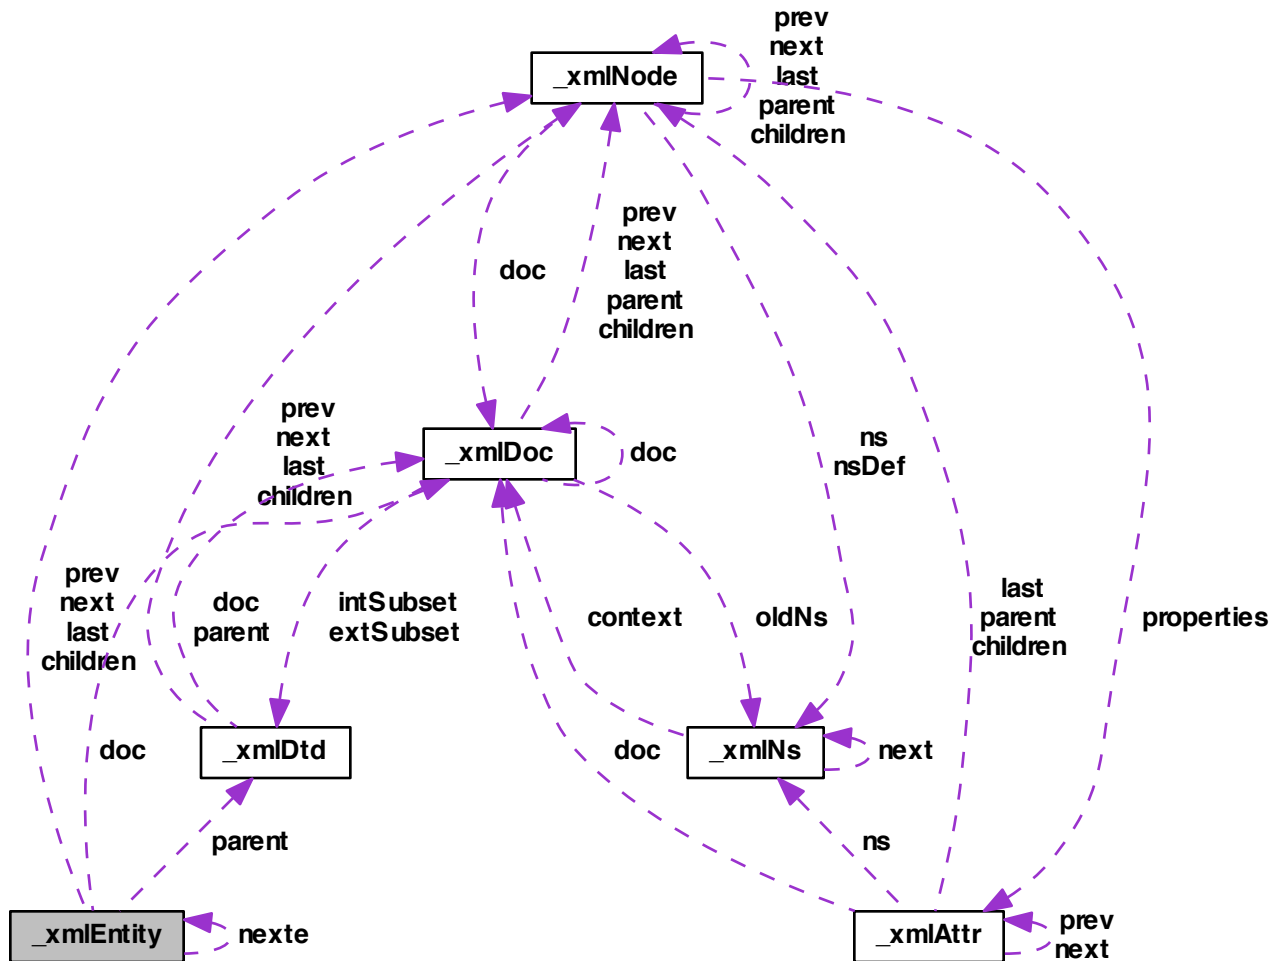 prev
next
last
parent
children
_xmlNode
prev
next
last
parent
children
doc
prev
next
last
children
_xmlDoc
doc
ns
nsDef
prev
next
last
children
doc
parent
intSubset
extSubset
context
oldNs
last
parent
children
properties
doc
_xmlDtd
doc
_xmlNs
next
parent
ns
_xmlEntity
nexte
_xmlAttr
prev
next